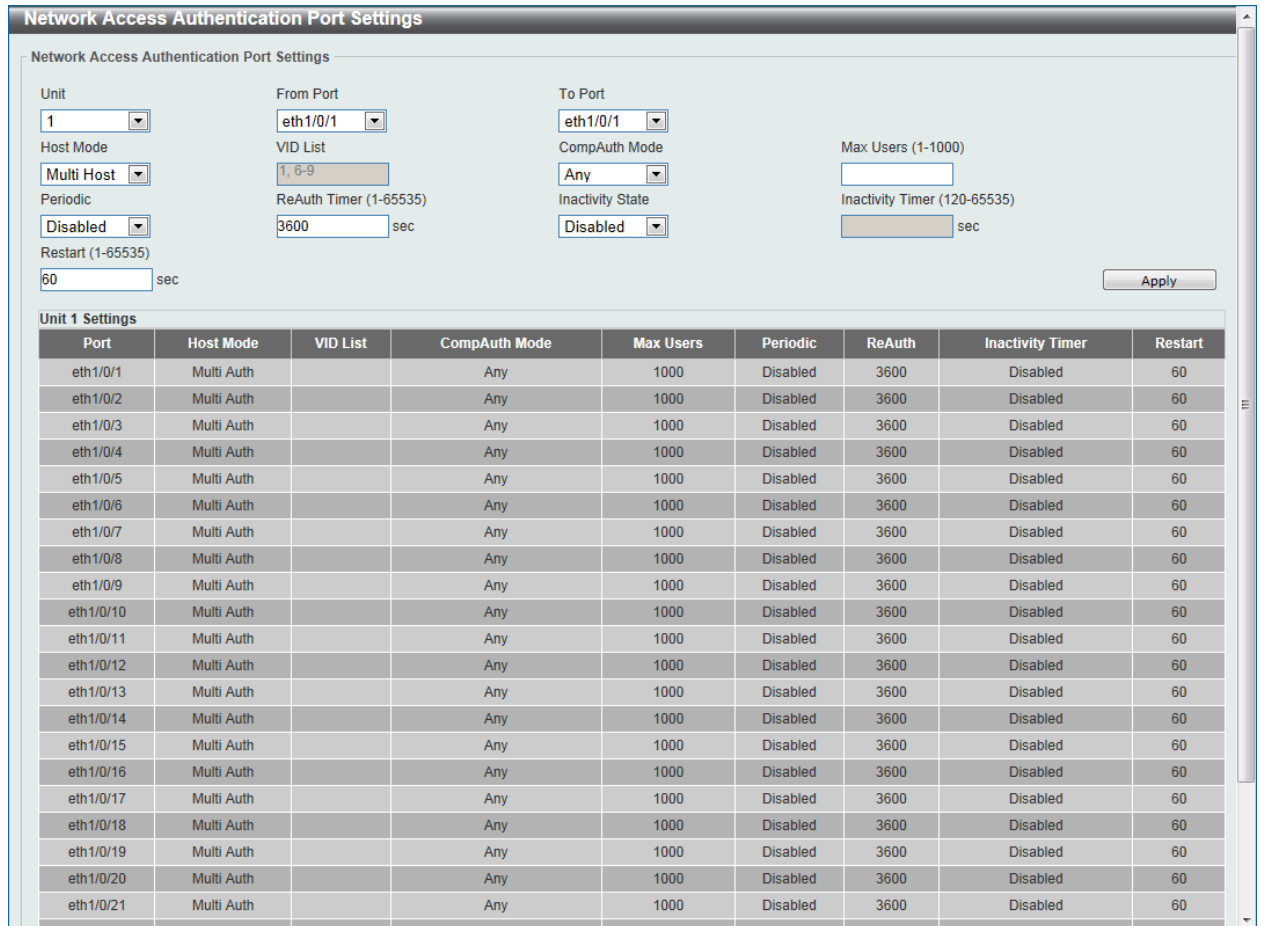 Network Access Authentication Port Settings
Network Access Authentication Port Settings
Unit From Port To Port
1 eth1/0/1 eth1/0/1
Host Mode VID List CompAuth Mode Max Users (1-1000)
Multi Host 1, 6-9 Any
Periodic ReAuth Timer (1-65535) Inactivity State Inactivity Timer (120-65535)
Disabled 3600 sec Disabled sec
Restart (1-65535)
60 sec Apply
Unit 1 Settings
Port Host Mode VID List CompAuth Mode Max Users Periodic ReAuth Inactivity Timer Restart
eth1/0/1 Multi Auth Any 1000 Disabled 3600 Disabled 60
eth1/0/2 Multi Auth Any 1000 Disabled 3600 Disabled 60
eth1/0/3 Multi Auth Any 1000 Disabled 3600 Disabled 60
eth1/0/4 Multi Auth Any 1000 Disabled 3600 Disabled 60
eth1/0/5 Multi Auth Any 1000 Disabled 3600 Disabled 60
eth1/0/6 Multi Auth Any 1000 Disabled 3600 Disabled 60
eth1/0/7 Multi Auth Any 1000 Disabled 3600 Disabled 60
eth1/0/8 Multi Auth Any 1000 Disabled 3600 Disabled 60
eth1/0/9 Multi Auth Any 1000 Disabled 3600 Disabled 60
eth1/0/10 Multi Auth Any 1000 Disabled 3600 Disabled 60
eth1/0/11 Multi Auth Any 1000 Disabled 3600 Disabled 60
eth1/0/12 Multi Auth Any 1000 Disabled 3600 Disabled 60
eth1/0/13 Multi Auth Any 1000 Disabled 3600 Disabled 60
eth1/0/14 Multi Auth Any 1000 Disabled 3600 Disabled 60
eth1/0/15 Multi Auth Any 1000 Disabled 3600 Disabled 60
eth1/0/16 Multi Auth Any 1000 Disabled 3600 Disabled 60
eth1/0/17 Multi Auth Any 1000 Disabled 3600 Disabled 60
eth1/0/18 Multi Auth Any 1000 Disabled 3600 Disabled 60
eth1/0/19 Multi Auth Any 1000 Disabled 3600 Disabled 60
eth1/0/20 Multi Auth Any 1000 Disabled 3600 Disabled 60
eth1/0/21 Multi Auth Any 1000 Disabled 3600 Disabled 60